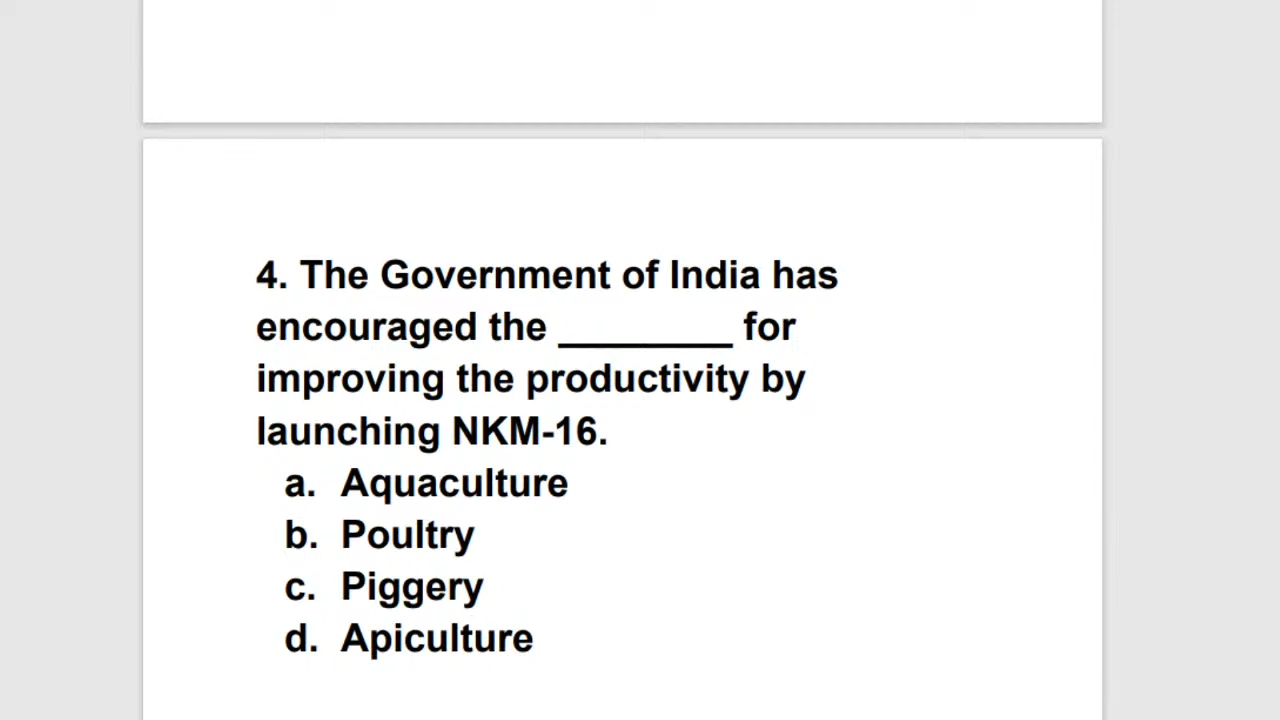 4. The Government of India has
encouraged the ________ for
improving the productivity by
launching NKM-16.
a. Aquaculture
b. Poultry
c. Piggery
d. Apiculture